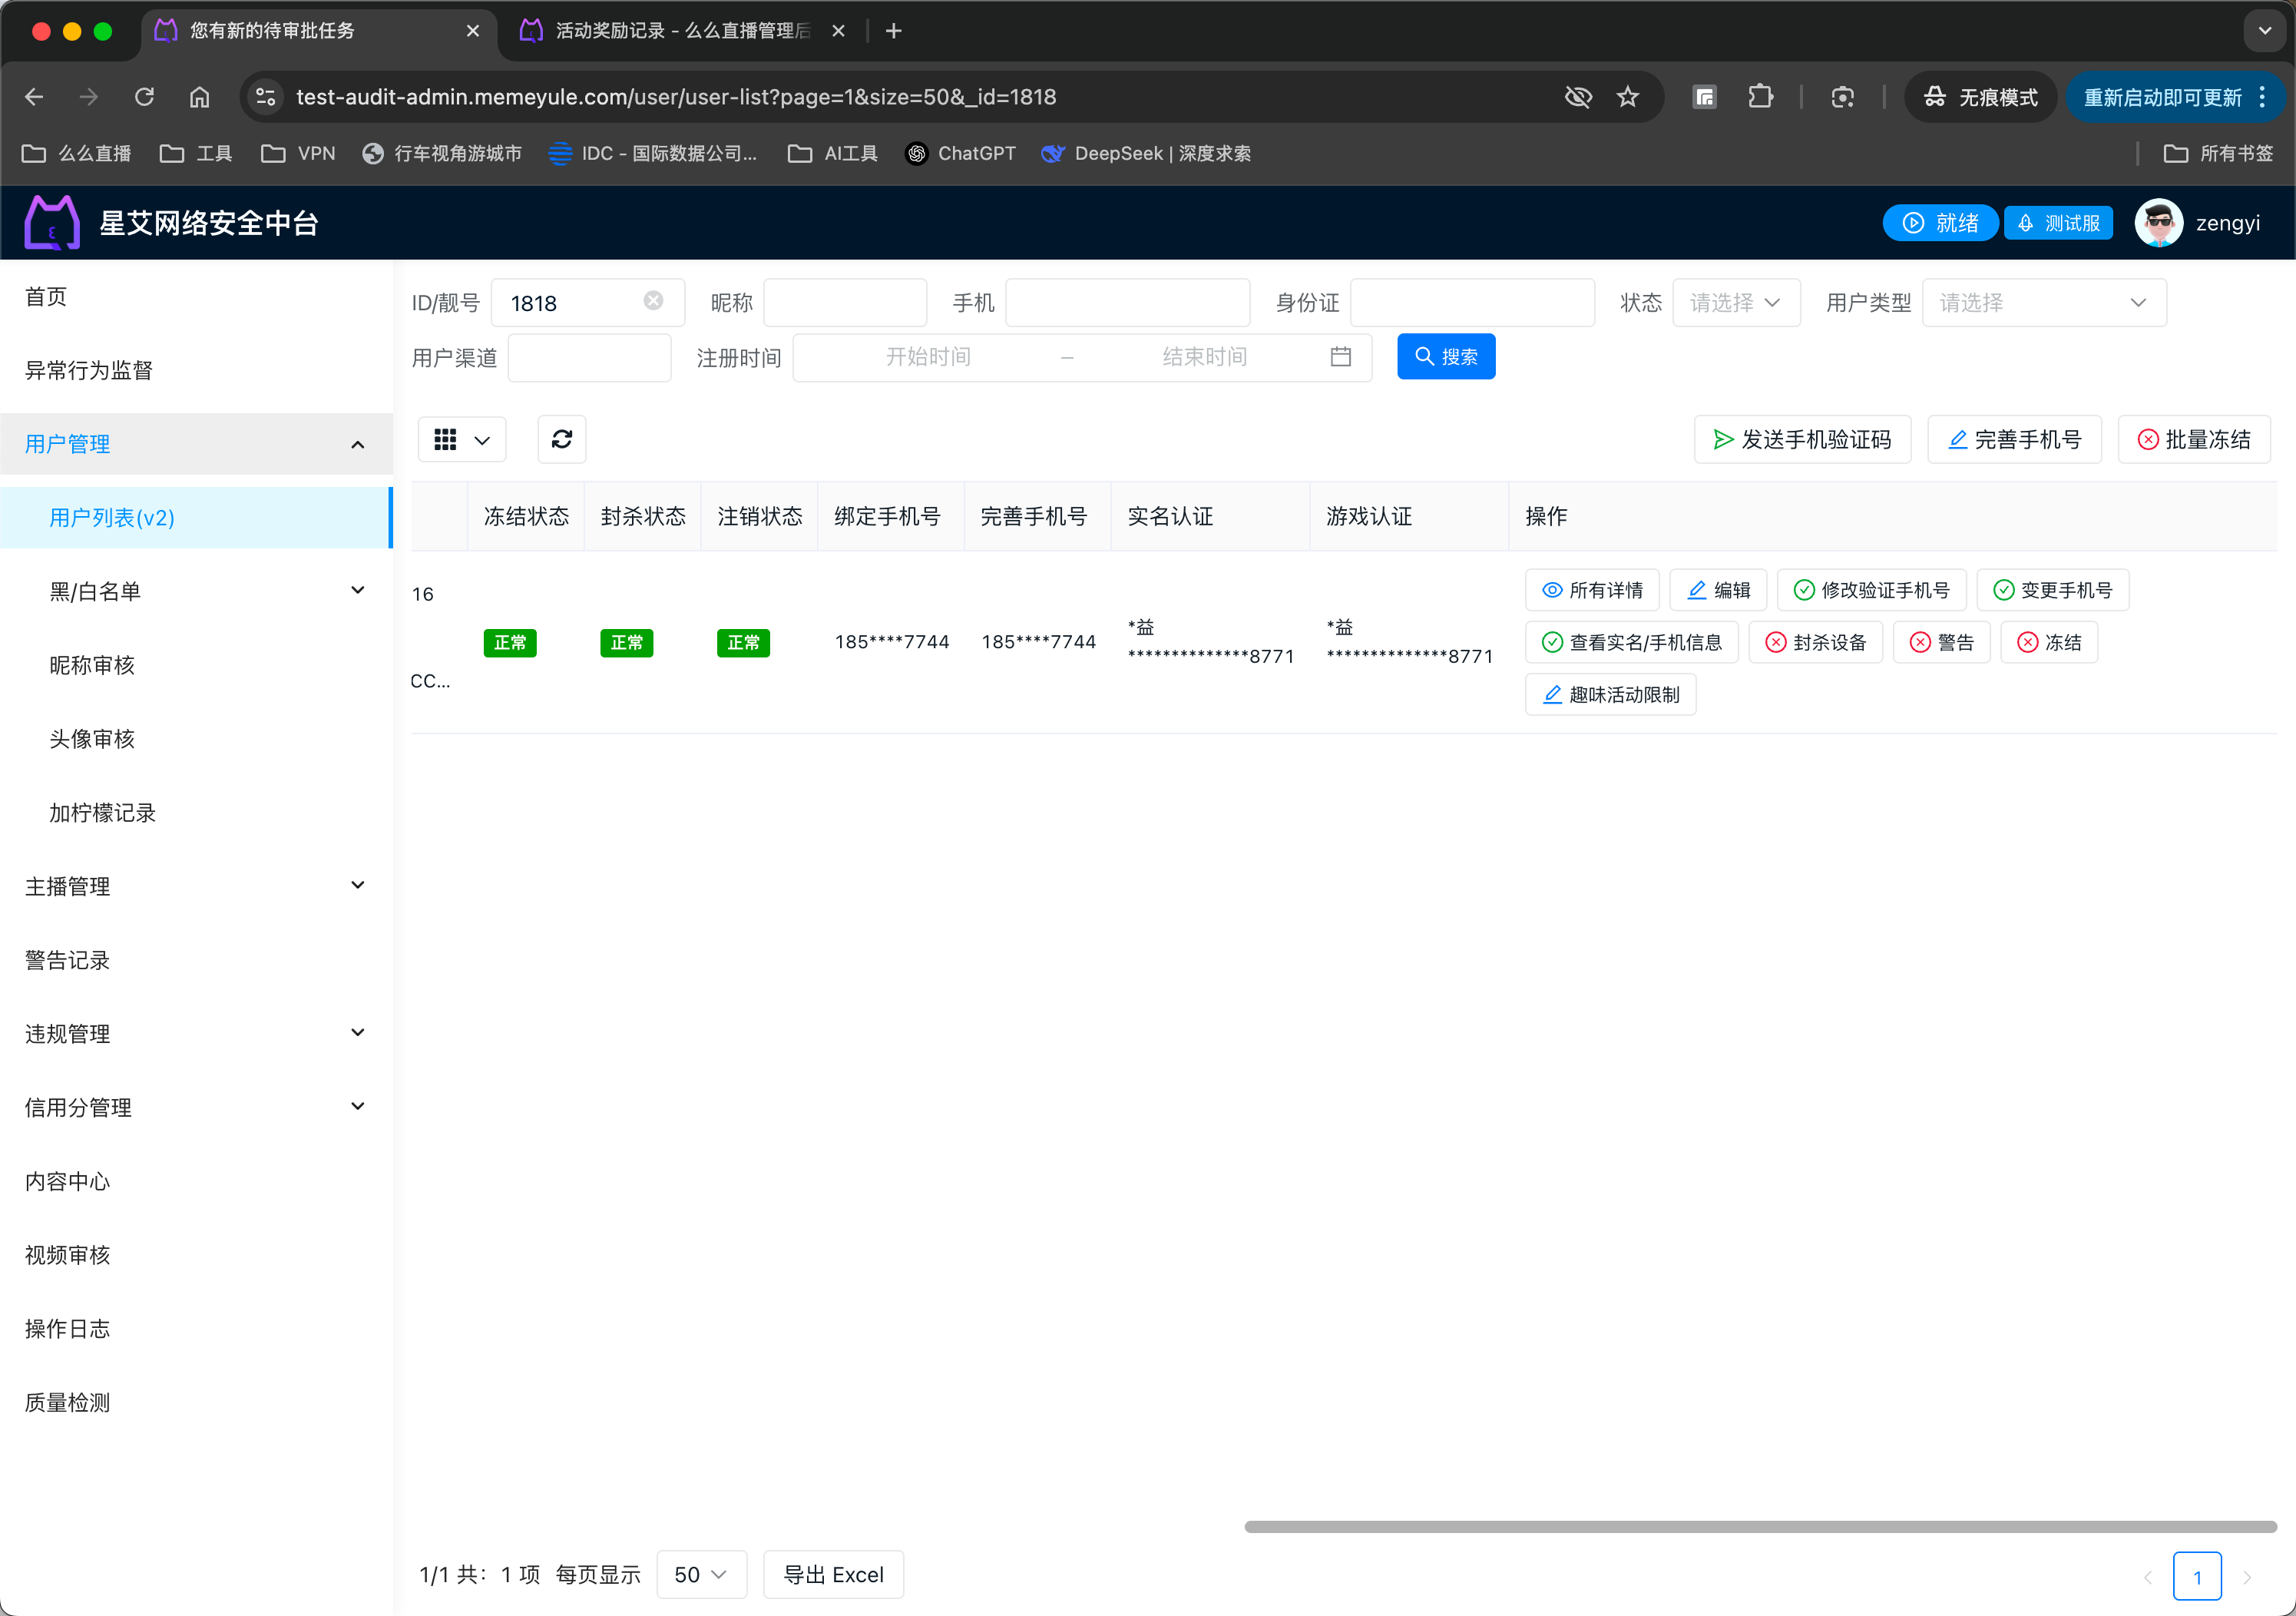 您有新的待审批任务
活动奖励记录 - 么么直播管理后
test-audit-admin.memeyule.com/user/user-list?page=1&size=50&_id=1818
无痕模式
重新启动即可更新
么么直播
工具
VPN
行车视角游城市
IDC - 国际数据公司...
AI工具
ChatGPT
DeepSeek | 深度求索
所有书签
星艾网络安全中台
就绪
测试服
zengyi
首页
异常行为监督
用户管理
用户列表(v2)
黑/白名单
昵称审核
头像审核
加柠檬记录
主播管理
警告记录
违规管理
信用分管理
内容中心
视频审核
操作日志
质量检测
ID/靓号 1818 昵称 手机 身份证 状态 请选择 用户类型 请选择
用户渠道 注册时间 开始时间 – 结束时间 搜索
发送手机验证码 完善手机号 批量冻结
冻结状态 封杀状态 注销状态 绑定手机号 完善手机号 实名认证 游戏认证 操作
16
CC...
正常 正常 正常 185****7744 185****7744
*益
**************8771
*益
**************8771
所有详情 编辑 修改验证手机号 变更手机号
查看实名/手机信息 封杀设备 警告 冻结
趣味活动限制
1/1 共： 1 项 每页显示 50 导出 Excel
1